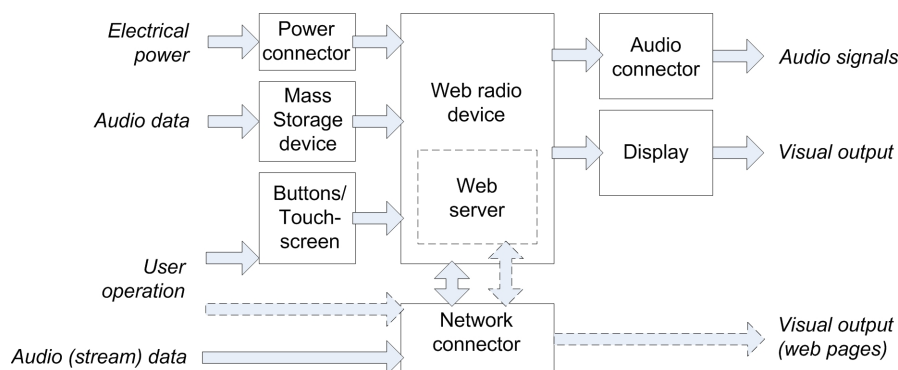 Electrical
power
Power
connector
Audio data
Mass
Storage
device
Buttons/
Touch-
screen
User
operation
Audio (stream) data
Web radio
device
Web
server
Network
connector
Audio
connector
Audio signals
Display
Visual output
Visual output
(web pages)